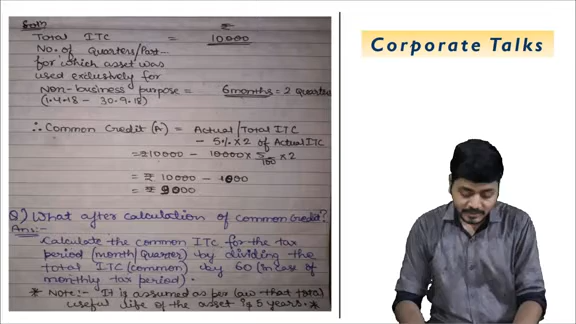 Soln
₹
Total ITC = 10000
No. of Quarters/Part
for which asset was
used exclusively for
non-business purpose = 6 months = 2 Quarters
(1.4.18 - 30.9.18)
∴ Common Credit (A) = Actual/Total ITC
- 5% × 2 of Actual ITC
= ₹10000 - 10000 × 5/100 × 2
= ₹ 10000 - 1000
= ₹ 9000
Q) What after calculation of common credit?
Ans:-
Calculate the common ITC for the tax
period (month/Quarter) by dividing the
total ITC (common) by 60 (in case of
monthly tax period).
* Note:- It is assumed as per law that total
useful life of the asset is 5 years. *
Corporate Talks